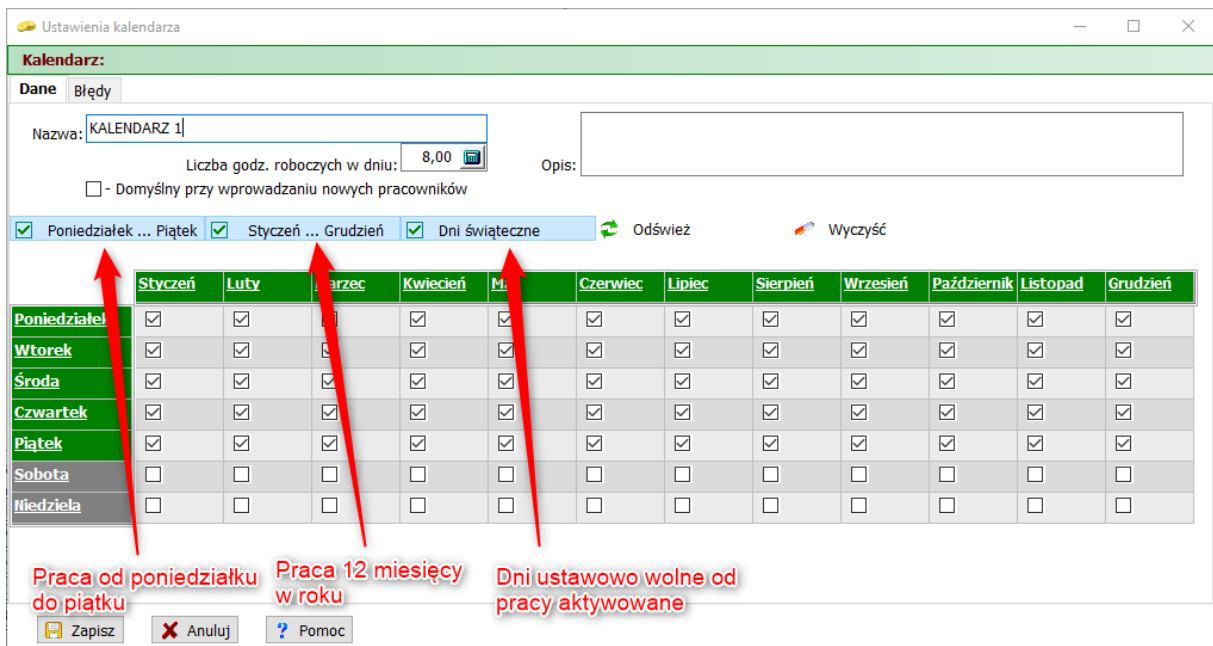 Ustawienia kalendarza
Kalendarz:
Dane Błędy
Nazwa: KALENDARZ 1
Liczba godz. roboczych w dniu: 8,00 Opis:
- Domyślny przy wprowadzaniu nowych pracowników
Poniedziałek ... Piątek Styczeń ... Grudzień Dni świąteczne Odśwież Wyczyść
Styczeń Luty Czerwiec Kwiecień Lipiec Sierpień Wrzesień Październik Listopad Grudzień
Poniedziałek
Wtorek
Środa
Czwartek
Piątek
Sobota
Niedziela
Praca od poniedziałku
do piątku
Praca 12 miesięcy
w roku
Dni ustawowo wolne od
pracy aktywowane
Zapisz Anuluj ? Pomoc